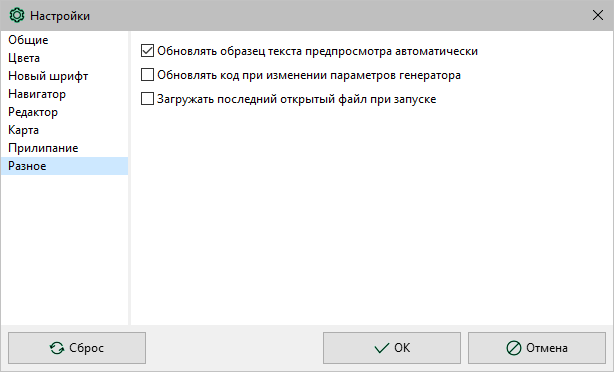 Настройки
Общие
Цвета
Новый шрифт
Навигатор
Редактор
Карта
Прилипание
Разное
Обновлять образец текста предпросмотра автоматически
Обновлять код при изменении параметров генератора
Загружать последний открытый файл при запуске
Сброс
ОК
Отмена